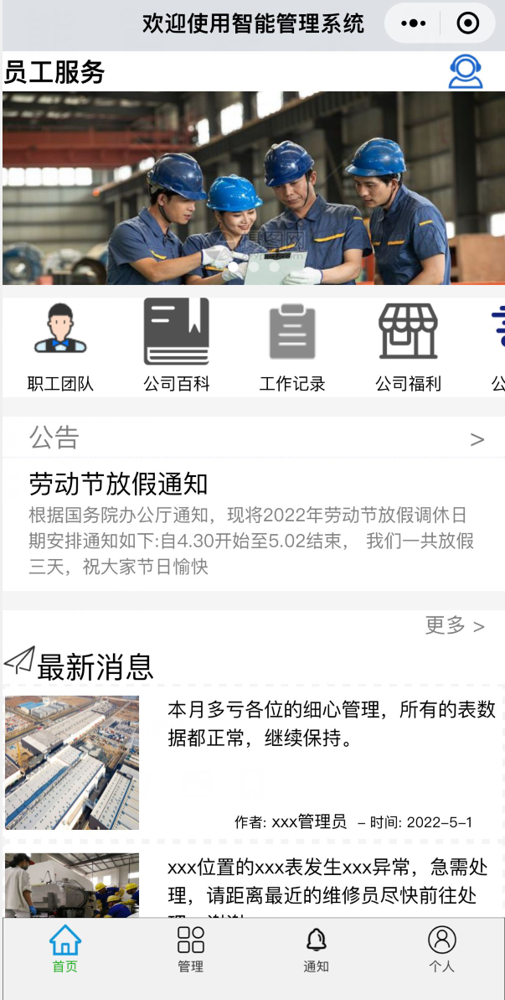 欢迎使用智能管理系统
员工服务
职工团队
公司百科
工作记录
公司福利
公告
>
劳动节放假通知
根据国务院办公厅通知，现将2022年劳动节放假调休日
期安排通知如下:自4.30开始至5.02结束， 我们一共放假
三天，祝大家节日愉快
更多 >
最新消息
本月多亏各位的细心管理，所有的表数
据都正常，继续保持。
作者: xxx管理员 - 时间: 2022-5-1
xxx位置的xxx表发生xxx异常，急需处
理，请距离最近的维修员尽快前往处
首页
管理
通知
个人